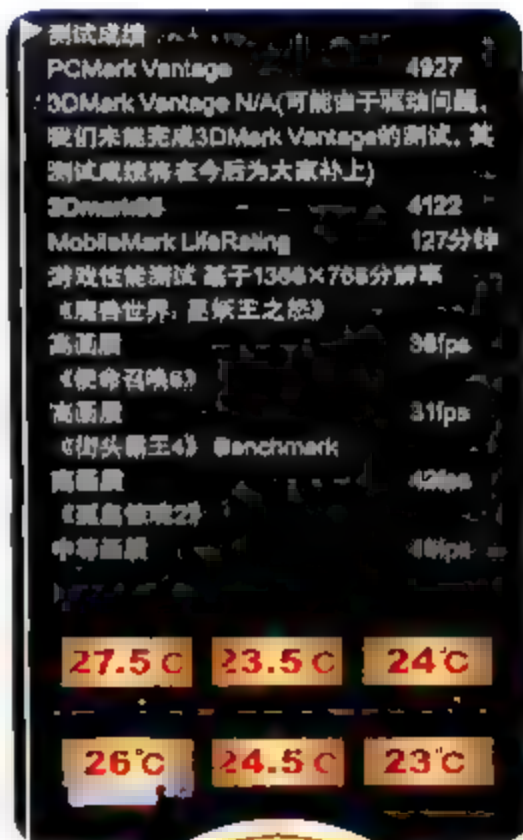 测试成绩
PCMark Vantage 4927
3DMark Vantage N/A(可能由于驱动问题,
我们未能完成3DMark Vantage的测试, 其
测试成绩将在今后为大家补上)
3Dmark06 4122
MobileMark LifeRating 127分钟
游戏性能测试 基于1366×768分辨率
《魔兽世界: 巫妖王之怒》
高画质
《使命召唤6》
高画质 31fps
《街头霸王4》 Benchmark
高画质 42fps
《孤岛惊魂2》
中等画质
27.5℃ 23.5℃ 24℃
26℃ 24.5℃ 23℃